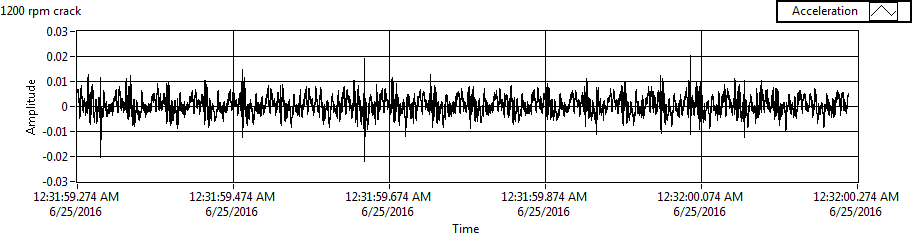 1200 rpm crack
Acceleration
0.03
0.02
0.01
0
-0.01
-0.02
-0.03
Amplitude
12:31:59.274 AM
6/25/2016
12:31:59.474 AM
6/25/2016
12:31:59.674 AM
6/25/2016
12:31:59.874 AM
6/25/2016
12:32:00.074 AM
6/25/2016
12:32:00.274 AM
6/25/2016
Time